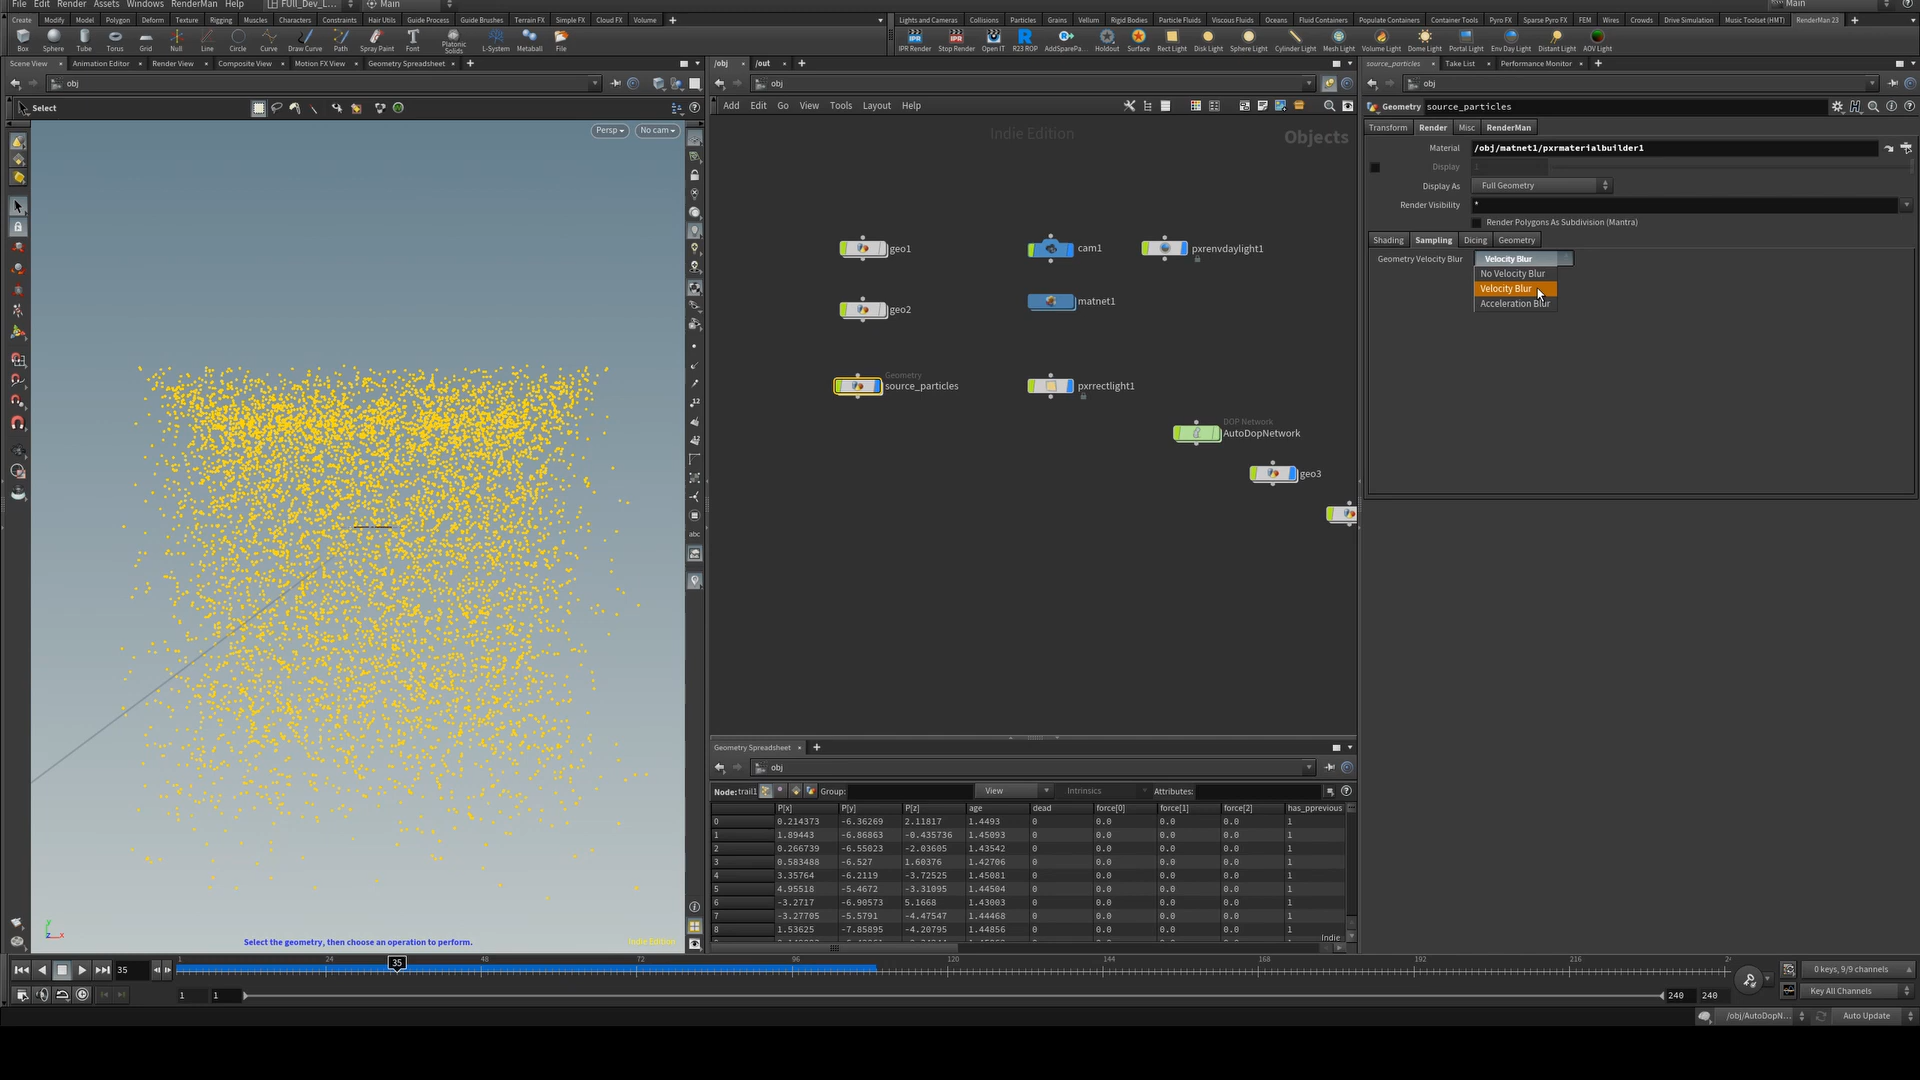 File Edit Render Assets Windows RenderMan Help FUll_Dev_L... Main Main
Create Modify Model Polygon Deform Texture Rigging Muscles Characters Constraints Hair Utils Guide Process Guide Brushes Terrain FX Simple FX Cloud FX Volume
Lights and Cameras Collisions Particles Grains Vellum Rigid Bodies Particle Fluids Viscous Fluids Oceans Fluid Containers Populate Containers Container Tools Pyro FX Sparse Pyro FX FEM Wires Crowds Drive Simulation Music Toolset (HMT) RenderMan 23
Box Sphere Tube Torus Grid Null Line Circle Curve Draw Curve Path Spray Paint Font Platonic Solids L-System Metaball File
IPR Render Stop Render Open IT R23 ROP AddSparePa... Holdout Surface Rect Light Disk Light Sphere Light Cylinder Light Mesh Light Volume Light Dome Light Portal Light Env Day Light Distant Light AOV Light
Scene View Animation Editor Render View Composite View Motion FX View Geometry Spreadsheet
/obj /out
source_particles Take List Performance Monitor
obj
obj
obj
Select
Add Edit Go View Tools Layout Help
Geometry source_particles
Persp No cam
Indie Edition Objects
Transform Render Misc RenderMan
Material /obj/matnet1/pxrmaterialbuilder1
Display 1
Display As Full Geometry
Render Visibility *
Render Polygons As Subdivision (Mantra)
Shading Sampling Dicing Geometry
Geometry Velocity Blur Velocity Blur
No Velocity Blur
Velocity Blur
Acceleration Blur
geo1 cam1 pxrenvdaylight1
geo2 matnet1
Geometry
source_particles pxrrectlight1
DOP Network
AutoDopNetwork
geo3
abc
Select the geometry, then choose an operation to perform.
Indie Edition
Geometry Spreadsheet
obj
Node: trail1 Group: View Intrinsics Attributes:
P[x] P[y] P[z] age dead force[0] force[1] force[2] has_pprevious
0 0.214373 -6.36269 2.11817 1.4493 0 0.0 0.0 0.0 1
1 1.89443 -6.86863 -0.435736 1.45093 0 0.0 0.0 0.0 1
2 0.266739 -6.55023 -2.03605 1.43542 0 0.0 0.0 0.0 1
3 0.583488 -6.527 1.60376 1.42706 0 0.0 0.0 0.0 1
4 3.35764 -6.2119 -3.72525 1.45081 0 0.0 0.0 0.0 1
5 4.95518 -5.4672 -3.31095 1.44504 0 0.0 0.0 0.0 1
6 -3.2717 -6.90573 5.1668 1.43003 0 0.0 0.0 0.0 1
7 -3.27705 -5.5791 -4.47547 1.44468 0 0.0 0.0 0.0 1
8 1.53625 -7.85895 -4.20795 1.44856 0 0.0 0.0 0.0 1
Indie
35 1 24 35 48 72 96 120 144 168 192 216 24
0 keys, 9/9 channels
1 1 240 240 Key All Channels
/obj/AutoDopN... Auto Update